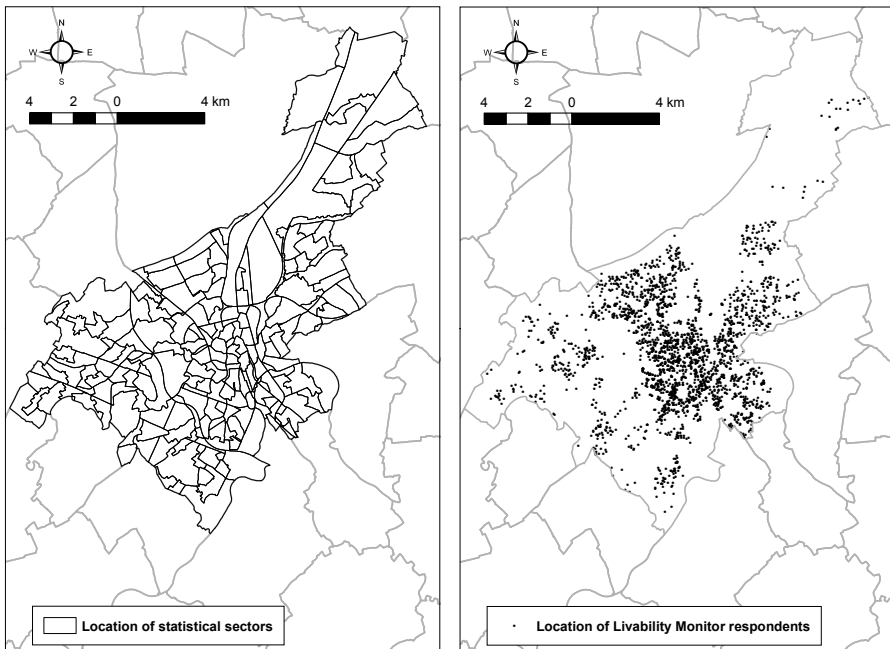 N
W E
S
4 2 0 4 km
Location of statistical sectors
N
W E
S
4 2 0 4 km
Location of Livability Monitor respondents